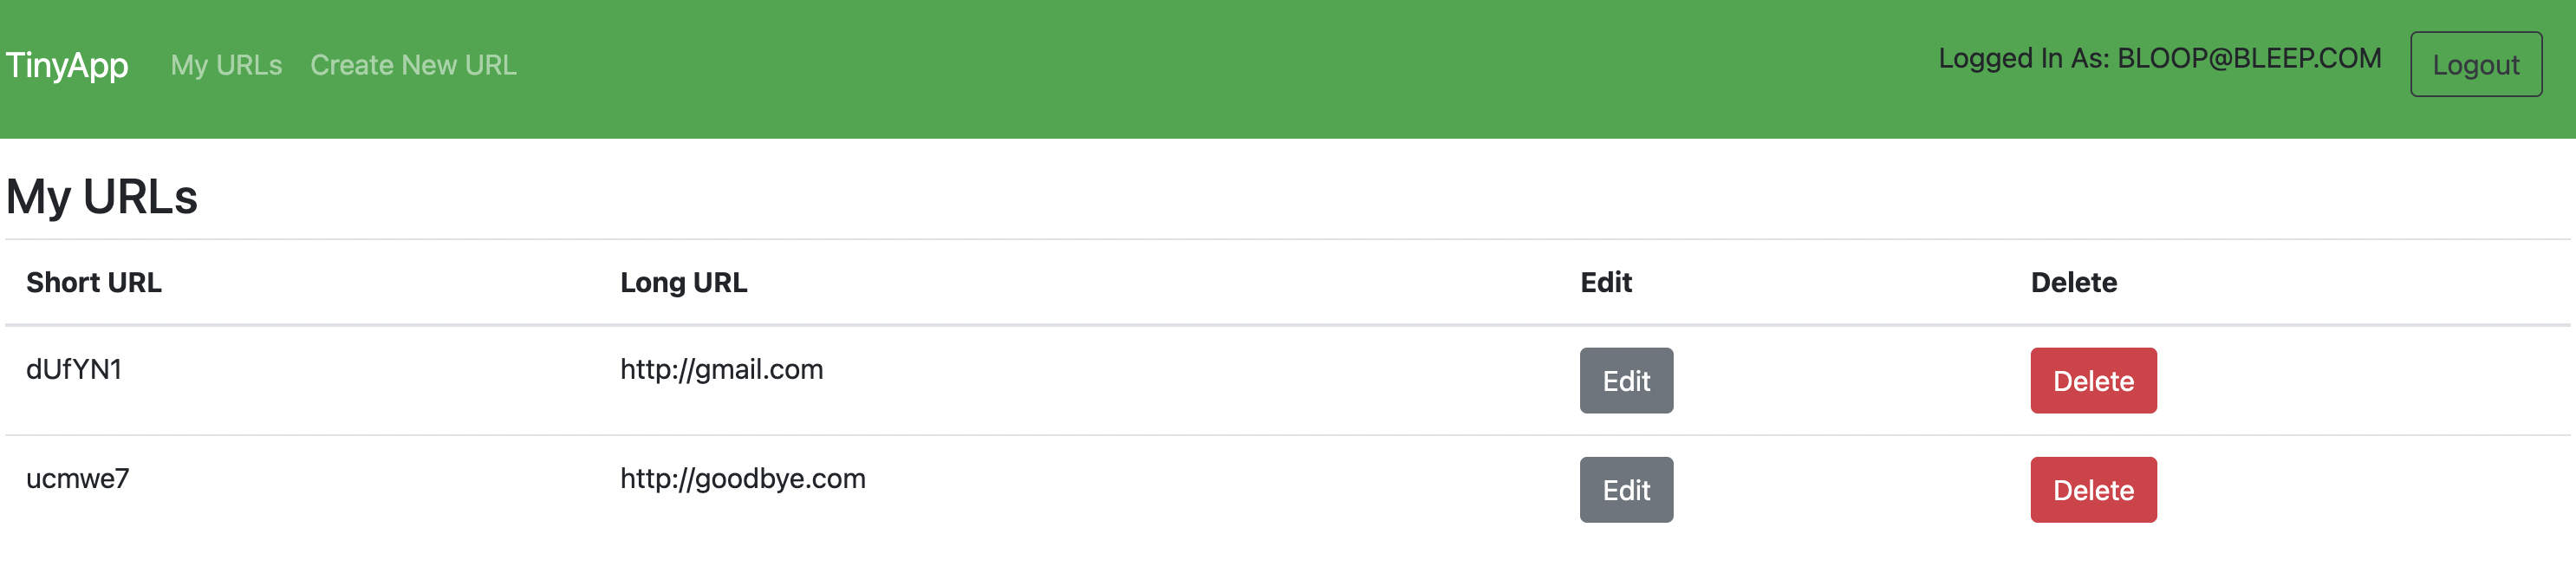 TinyApp My URLs Create New URL Logged In As: BLOOP@BLEEP.COM Logout
My URLs
Short URL Long URL Edit Delete
dUfYN1 http://gmail.com Edit Delete
ucmwe7 http://goodbye.com Edit Delete